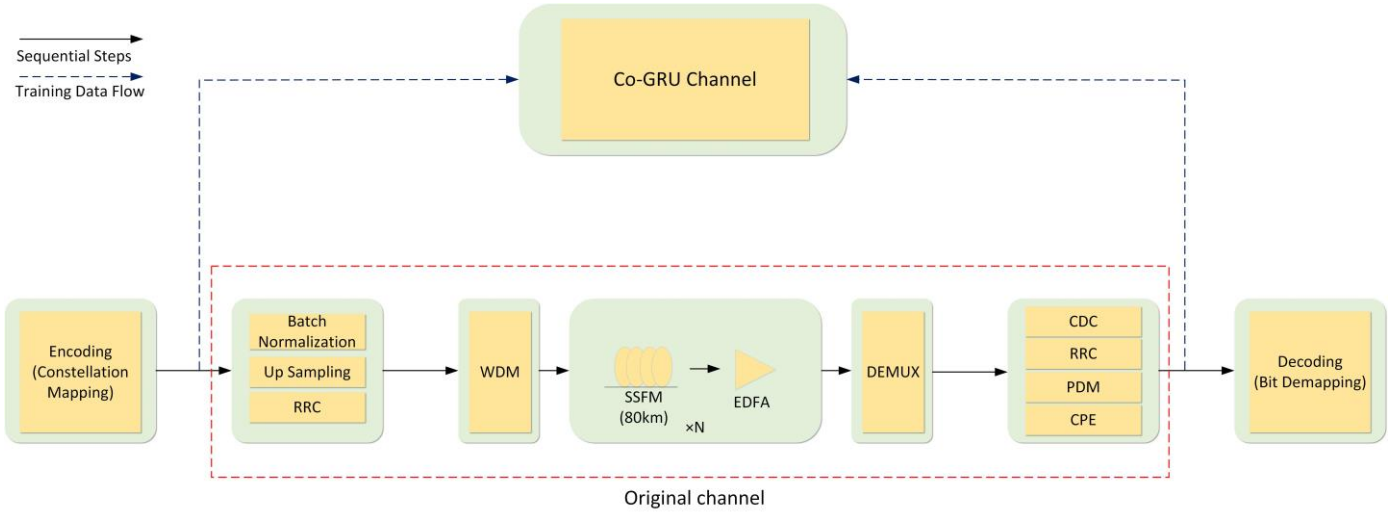 Sequential Steps
Training Data Flow
Co-GRU Channel
Encoding
(Constellation
Mapping)
Batch
Normalization
Up Sampling
RRC
WDM
SSFM
(80km)
×N
EDFA
DEMUX
CDC
RRC
PDM
CPE
Decoding
(Bit Demapping)
Original channel